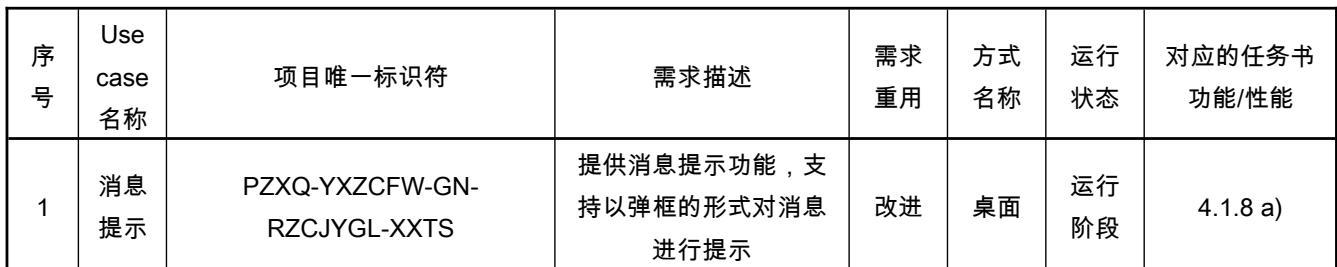 序号
Use case 名称
项目唯一标识符
需求描述
需求重用
方式名称
运行状态
对应的任务书功能/性能
1
消息提示
PZXQ-YXZCFW-GN-
RZCJYGL-XXTS
提供消息提示功能，支
持以弹框的形式对消息
进行提示
改进
桌面
运行阶段
4.1.8 a)